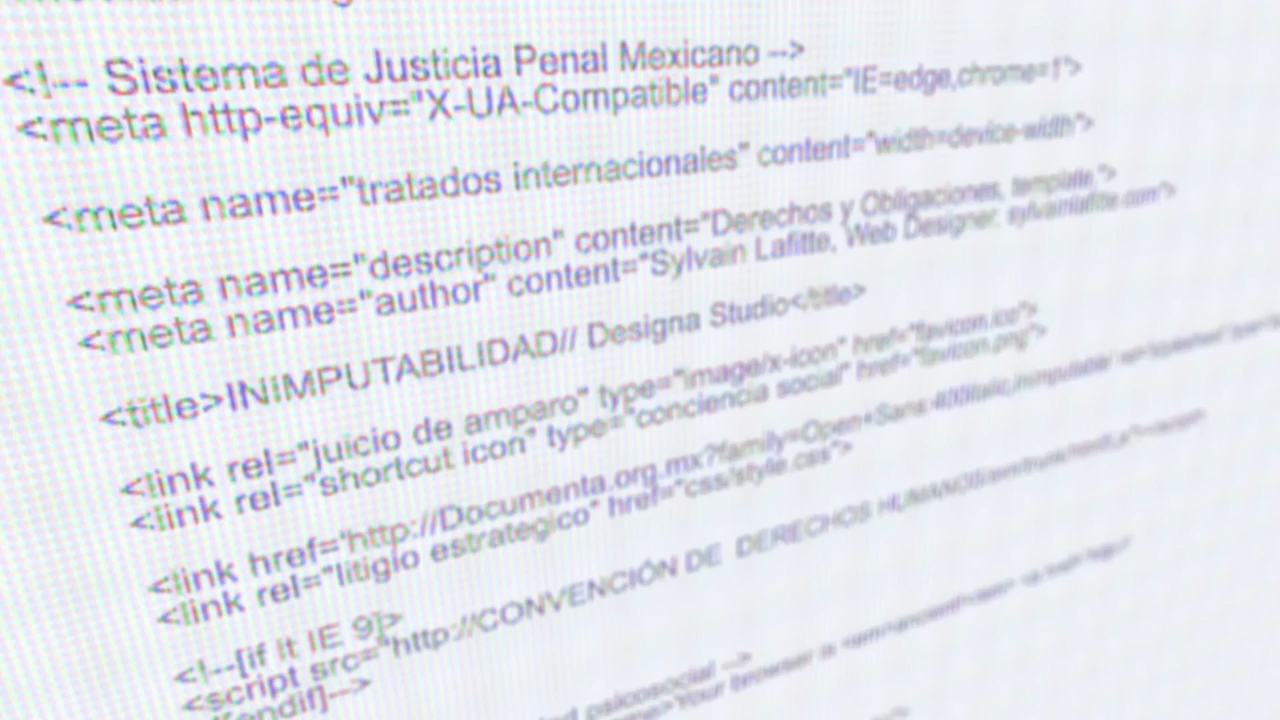 <!-- Sistema de Justicia Penal Mexicano -->
<meta http-equiv="X-UA-Compatible" content="IE=edge,chrome=1">
<meta name="tratados internacionales" content="width=device-width">
<meta name="description" content="Derechos y Obligaciones, template,">
<meta name="author" content="Sylvain Lafitte, Web Designer, sylvainlafitte.com">
<title>INIMPUTABILIDAD// Designa Studio</title>
<link rel="juicio de amparo" type="image/x-icon" href="favicon.ico">
<link rel="shortcut icon" type="conciencia social" href="favicon.png">
<link href='http://Documenta.org.mx?family=Open+Sans:400italic,
<link rel="litigio estrategico" href="css/style.css">
<!--[if lt IE 9]>
<script src="http://CONVENCIÓN DE DERECHOS HUMANOS
[endif]-->
psicosocial -->
Your browser is